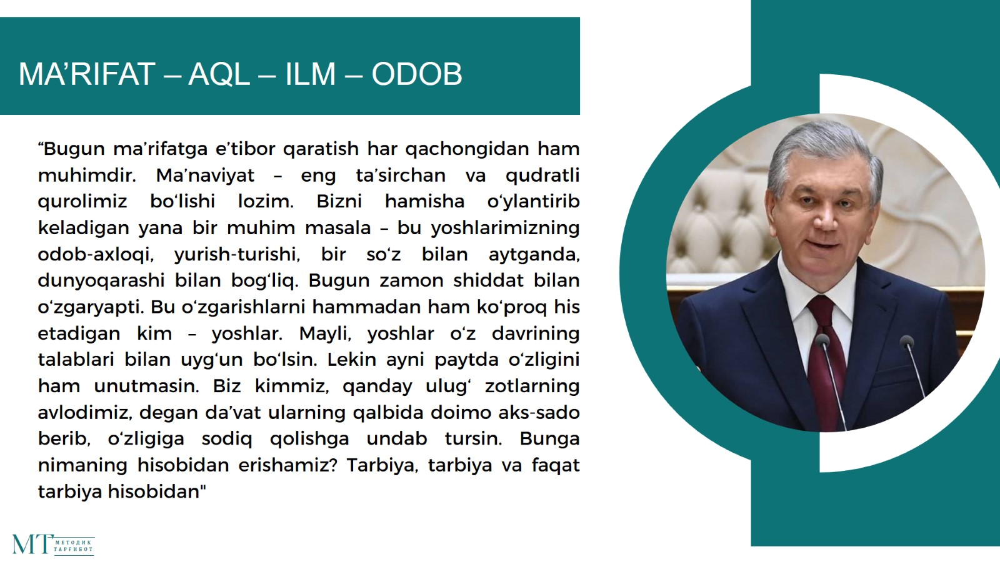 MA’RIFAT – AQL – ILM – ODOB
“Bugun ma’rifatga e’tibor qaratish har qachongidan ham
muhimdir. Ma’naviyat – eng ta’sirchan va qudratli
qurolimiz bo‘lishi lozim. Bizni hamisha o‘ylantirib
keladigan yana bir muhim masala – bu yoshlarimizning
odob-axloqi, yurish-turishi, bir so‘z bilan aytganda,
dunyoqarashi bilan bog‘liq. Bugun zamon shiddat bilan
o‘zgaryapti. Bu o‘zgarishlarni hammadan ham ko‘proq his
etadigan kim – yoshlar. Mayli, yoshlar o‘z davrining
talablari bilan uyg‘un bo‘lsin. Lekin ayni paytda o‘zligini
ham unutmasin. Biz kimmiz, qanday ulug‘ zotlarning
avlodimiz, degan da’vat ularning qalbida doimo aks-sado
berib, o‘zligiga sodiq qolishga undab tursin. Bunga
nimaning hisobidan erishamiz? Tarbiya, tarbiya va faqat
tarbiya hisobidan"
МТ
МЕТОДИК
ТАРҒИБОТ